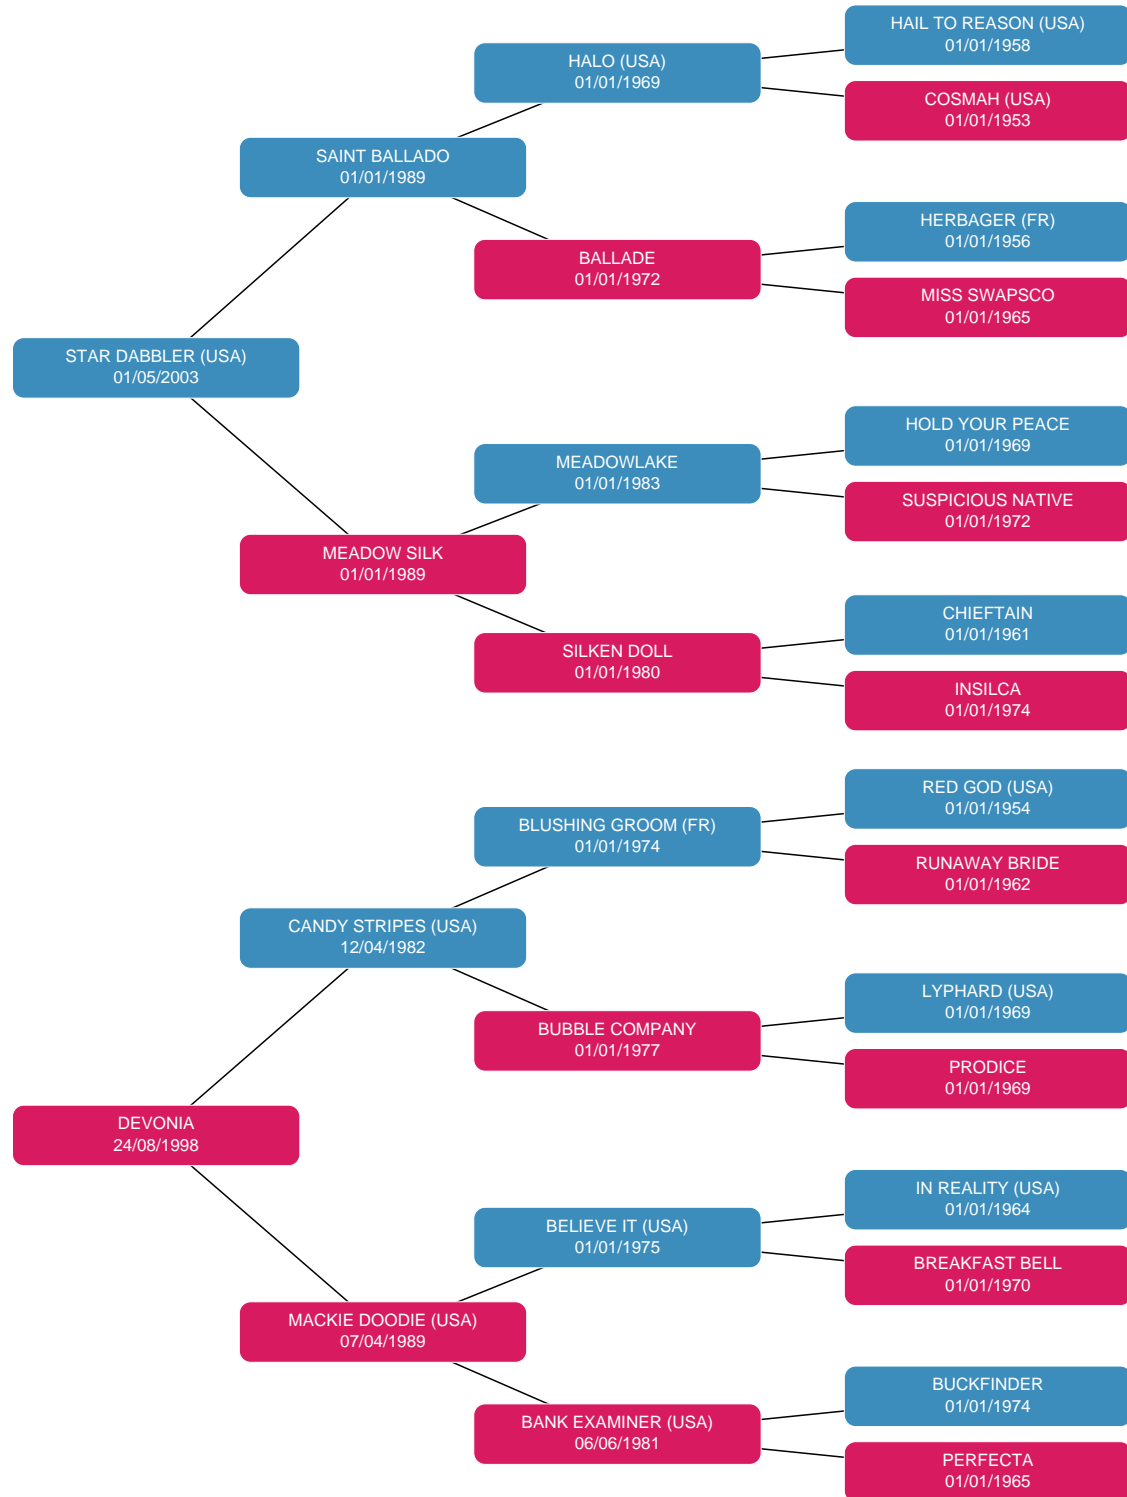 HAIL TO REASON (USA)
01/01/1958
HALO (USA)
01/01/1969
COSMAH (USA)
01/01/1953
SAINT BALLADO
01/01/1989
HERBAGER (FR)
01/01/1956
BALLADE
01/01/1972
MISS SWAPSCO
01/01/1965
STAR DABBLER (USA)
01/05/2003
HOLD YOUR PEACE
01/01/1969
MEADOWLAKE
01/01/1983
SUSPICIOUS NATIVE
01/01/1972
MEADOW SILK
01/01/1989
CHIEFTAIN
01/01/1961
SILKEN DOLL
01/01/1980
INSILCA
01/01/1974
RED GOD (USA)
01/01/1954
BLUSHING GROOM (FR)
01/01/1974
RUNAWAY BRIDE
01/01/1962
CANDY STRIPES (USA)
12/04/1982
LYPHARD (USA)
01/01/1969
BUBBLE COMPANY
01/01/1977
PRODICE
01/01/1969
DEVONIA
24/08/1998
IN REALITY (USA)
01/01/1964
BELIEVE IT (USA)
01/01/1975
BREAKFAST BELL
01/01/1970
MACKIE DOODIE (USA)
07/04/1989
BUCKFINDER
01/01/1974
BANK EXAMINER (USA)
06/06/1981
PERFECTA
01/01/1965